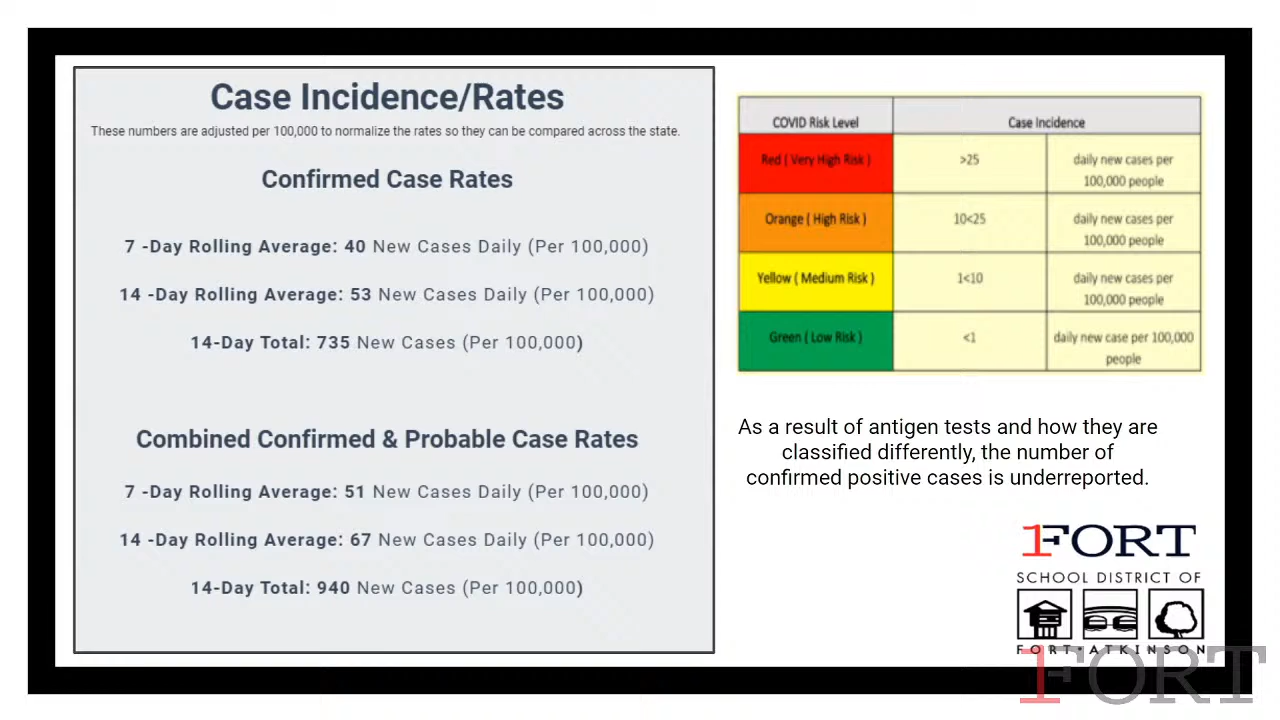 Case Incidence/Rates
These numbers are adjusted per 100,000 to normalize the rates so they can be compared across the state.
Confirmed Case Rates
7 -Day Rolling Average: 40 New Cases Daily (Per 100,000)
14 -Day Rolling Average: 53 New Cases Daily (Per 100,000)
14-Day Total: 735 New Cases (Per 100,000)
Combined Confirmed & Probable Case Rates
7 -Day Rolling Average: 51 New Cases Daily (Per 100,000)
14 -Day Rolling Average: 67 New Cases Daily (Per 100,000)
14-Day Total: 940 New Cases (Per 100,000)
COVID Risk Level Case Incidence
Red ( Very High Risk ) >25 daily new cases per
100,000 people
Orange ( High Risk ) 10<25 daily new cases per
100,000 people
Yellow ( Medium Risk ) 1<10 daily new cases per
100,000 people
Green ( Low Risk ) <1 daily new case per 100,000
people
As a result of antigen tests and how they are
classified differently, the number of
confirmed positive cases is underreported.
FORT
SCHOOL DISTRICT OF
FORT•ATKINSON
FORT